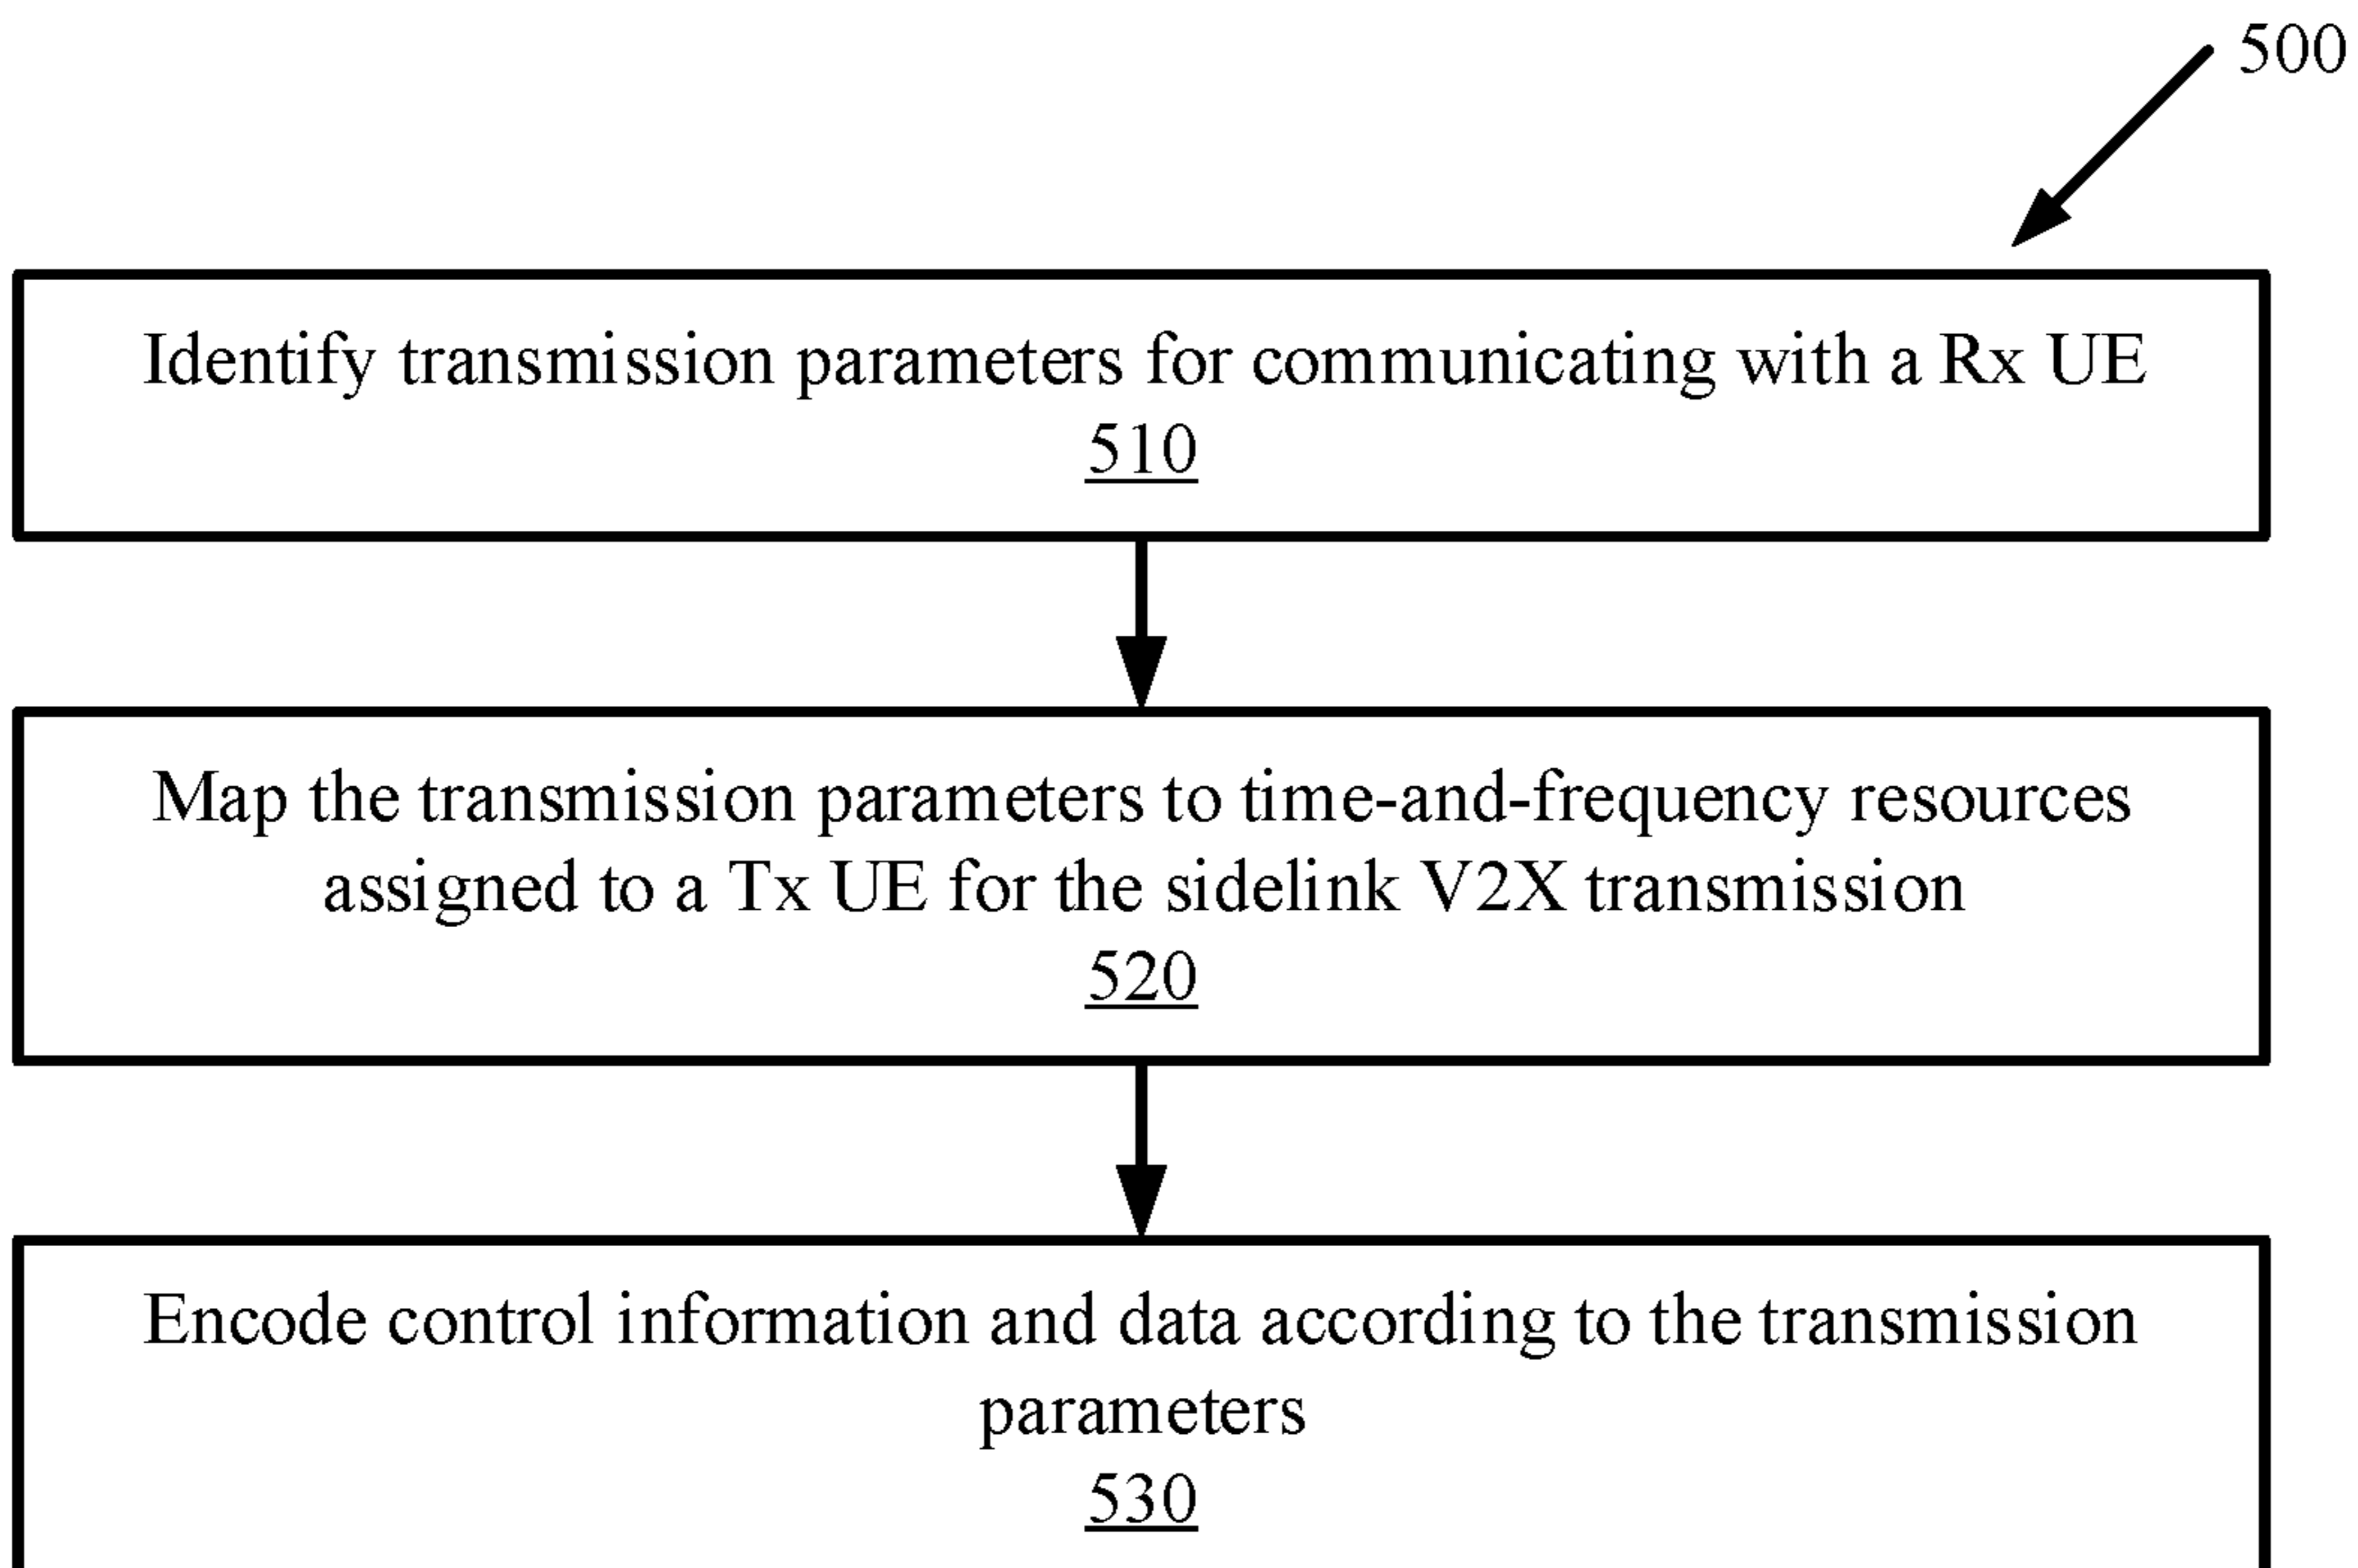 500
Identify transmission parameters for communicating with a Rx UE
510
Map the transmission parameters to time-and-frequency resources
assigned to a Tx UE for the sidelink V2X transmission
520
Encode control information and data according to the transmission
parameters
530